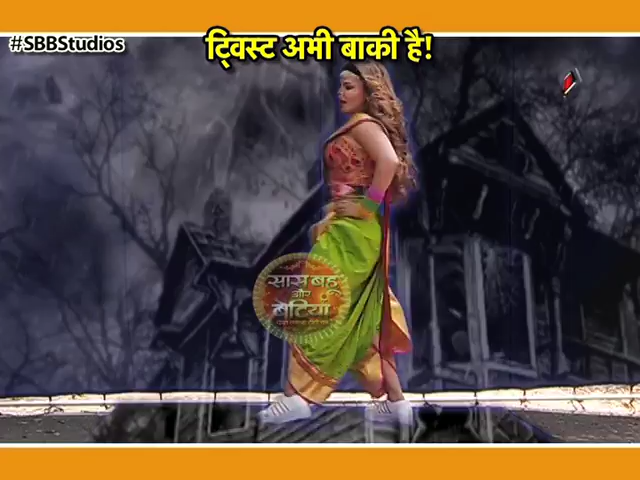 #SBBStudios
ट्विस्ट अभी बाकी है!
सास बहू
और
बेटियां